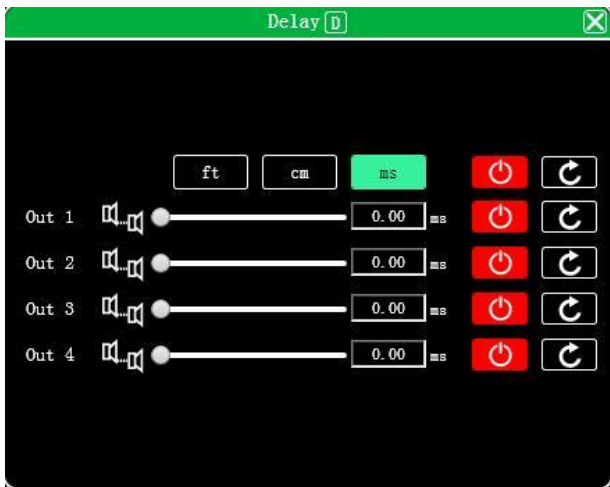 Delay D
ft cm ms
Out 1 0.00 ms
Out 2 0.00 ms
Out 3 0.00 ms
Out 4 0.00 ms